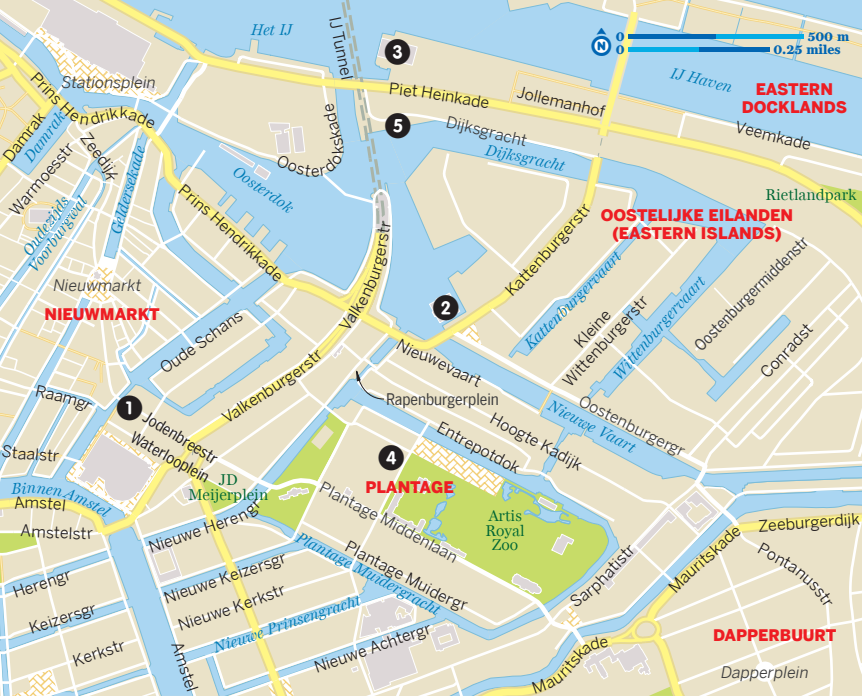 Het IJ
IJ Tunnel
3
N
0
500 m
0
0.25 miles
Stationsplein
IJ Haven
EASTERN
DOCKLANDS
Prins Hendrikkade
Piet Heinkade
Jollemanhof
Damrak
Damrak
Zeedijk
Oosterdokskade
5
Dijksgracht
Dijksgracht
Veemkade
Warmoesstr
Geldersekade
Oosterdok
Rietlandpark
Oudezijds
Voorburgwal
Prins Hendrikkade
Kattenburgerstr
OOSTELIJKE EILANDEN
(EASTERN ISLANDS)
Nieuwmarkt
NIEUWMARKT
Valkenburgerstr
2
Kattenburgervaart
Kleine
Wittenburgerstr
Wittenburgervaart
Oostenburgermiddenstr
Conradstr
Oude Schans
Nieuwevaart
Valkenburgerstr
Rapenburgerplein
Raamgr
1
Jodenbreestr
Waterlooplein
Nieuwe Vaart
Oostenburgergr
Hoogte Kadijk
Entrepotdok
Staalstr
4
PLANTAGE
Binnen Amstel
Amstel
Amstelstr
JD
Meijerplein
Plantage Middenlaan
Artis
Royal
Zoo
Nieuwe Herengr
Zeeburgerdijk
Plantage Muidergracht
Plantage Muidergr
Sarphatistr
Mauritskade
Pontanusstr
Herengr
Keizersgr
Kerkstr
Nieuwe Keizersgr
Nieuwe Kerkstr
Nieuwe Prinsengracht
Nieuwe Achtergr
Amstel
Mauritskade
DAPPERBUURT
Dapperplein